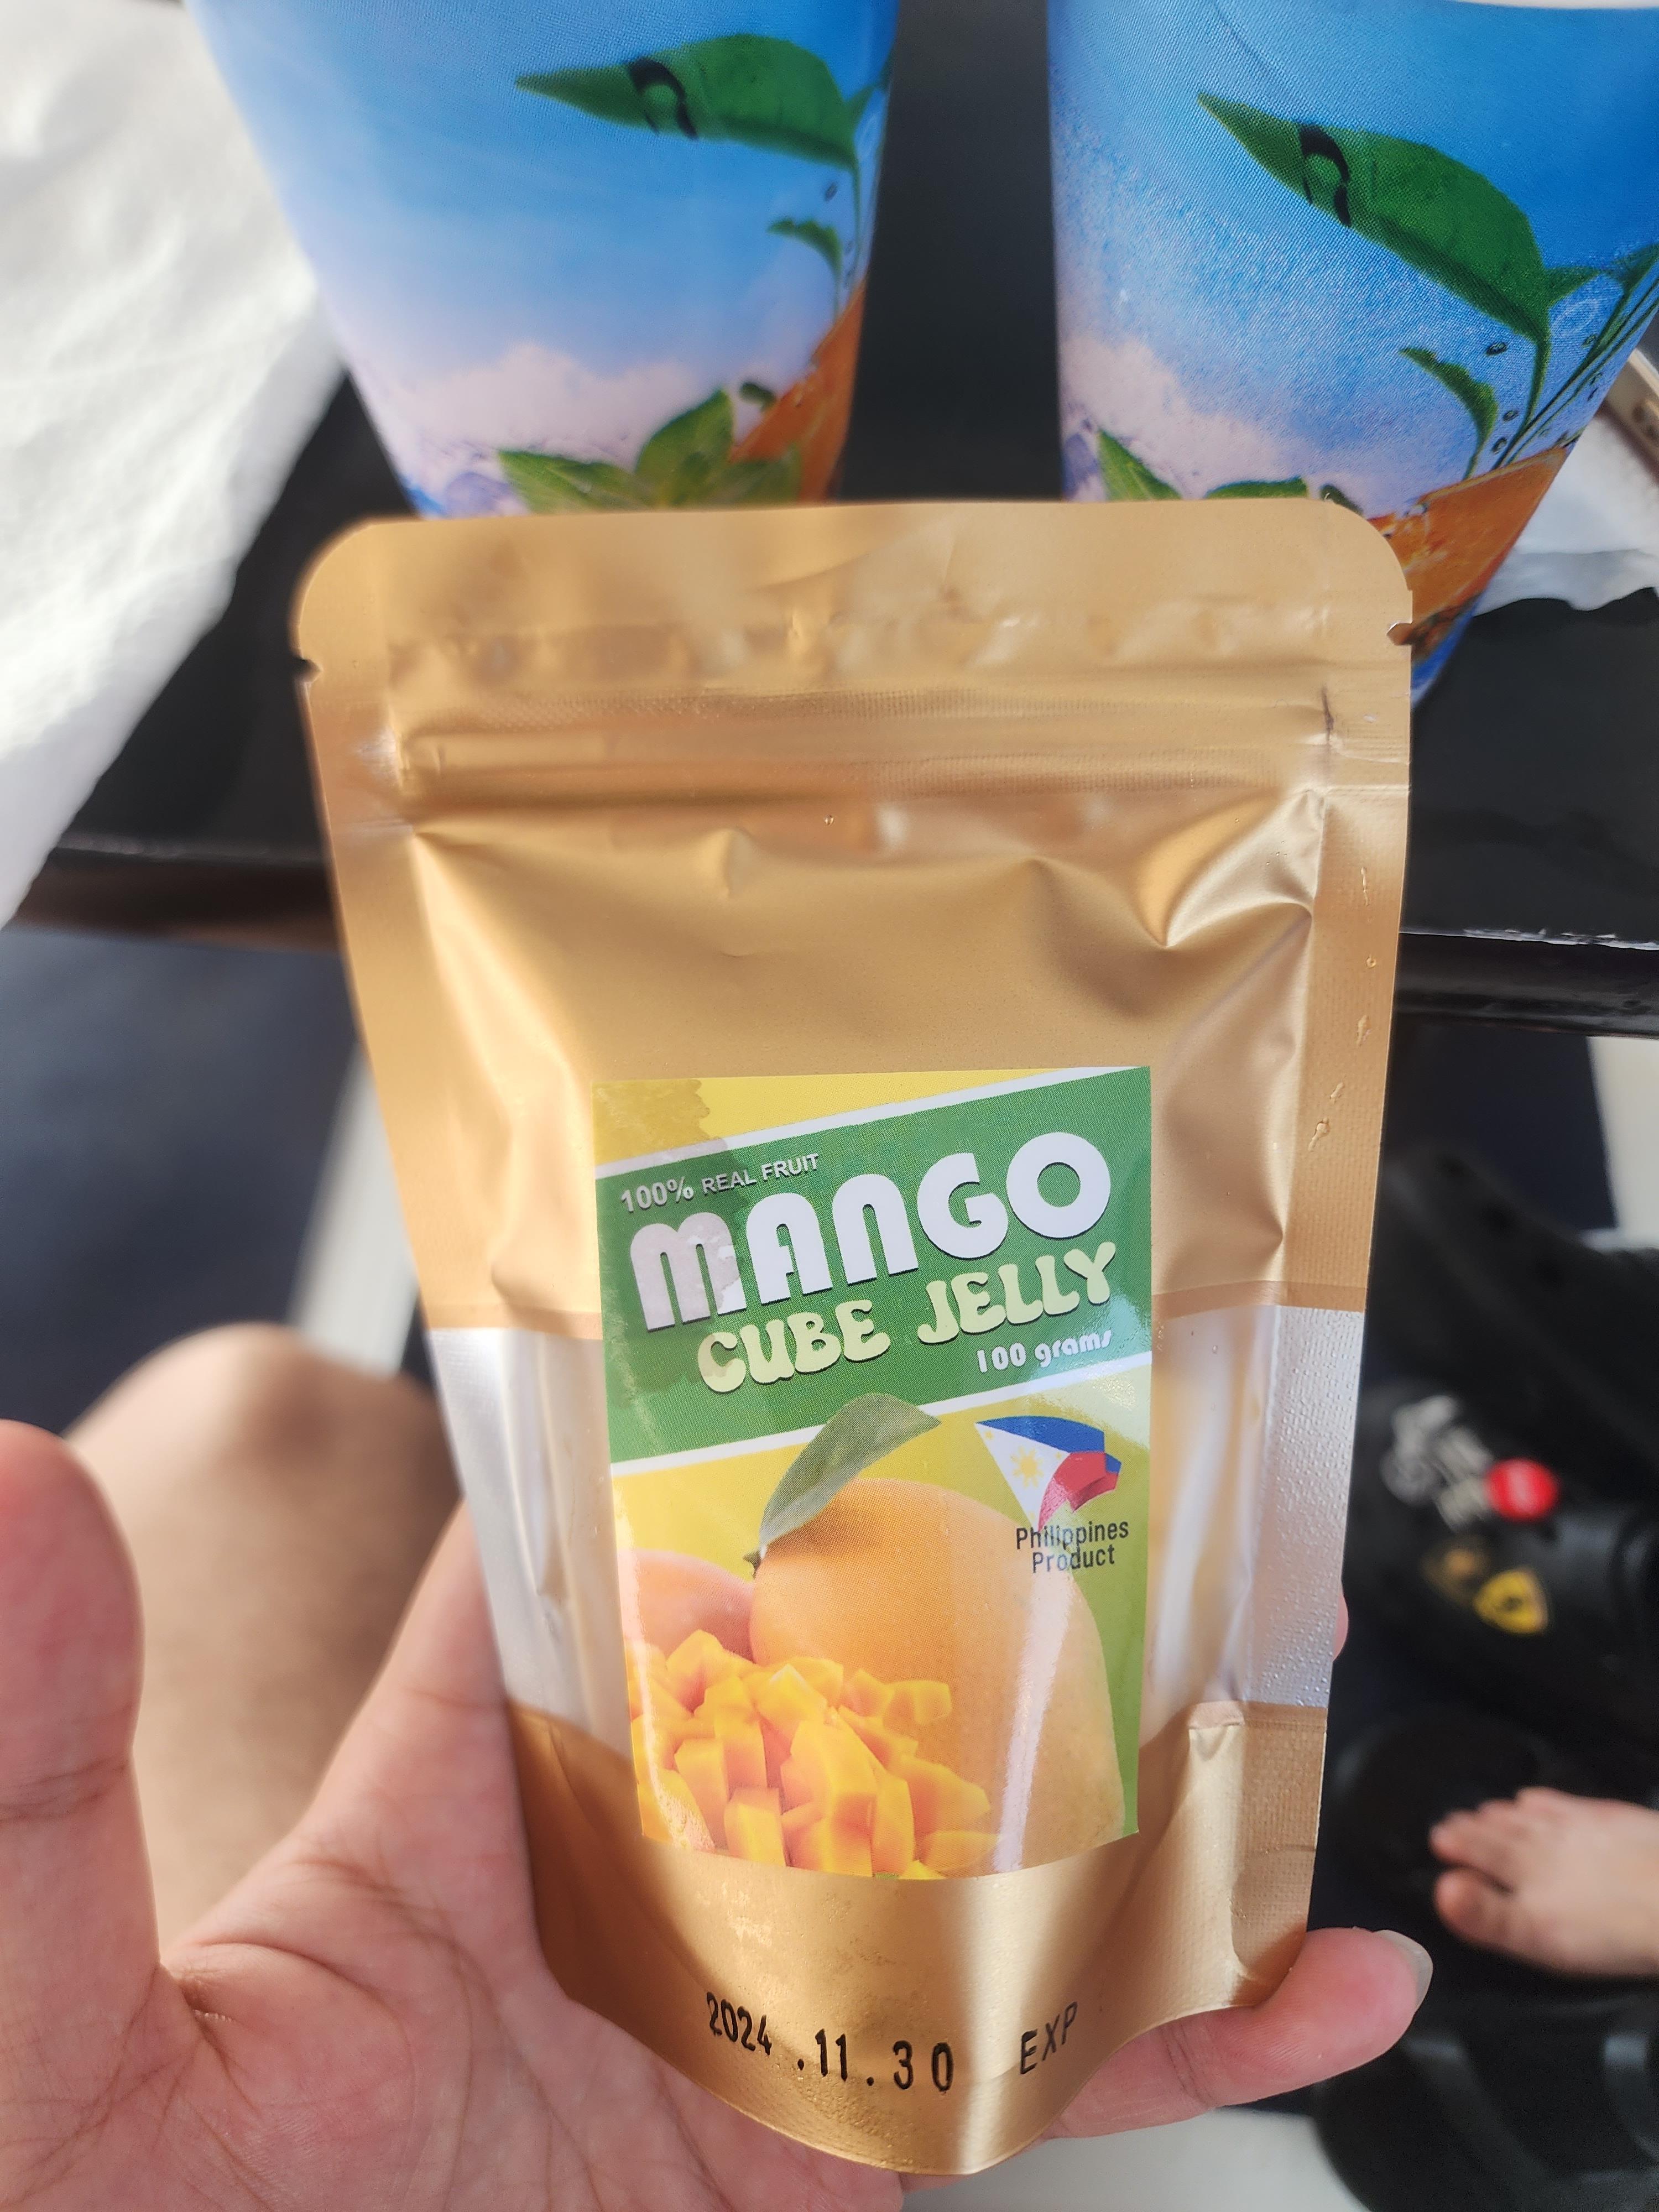 100% REAL FRUIT
MANGO
CUBE JELLY
100 grams
Philippines
Product
2024.11.30 EXP